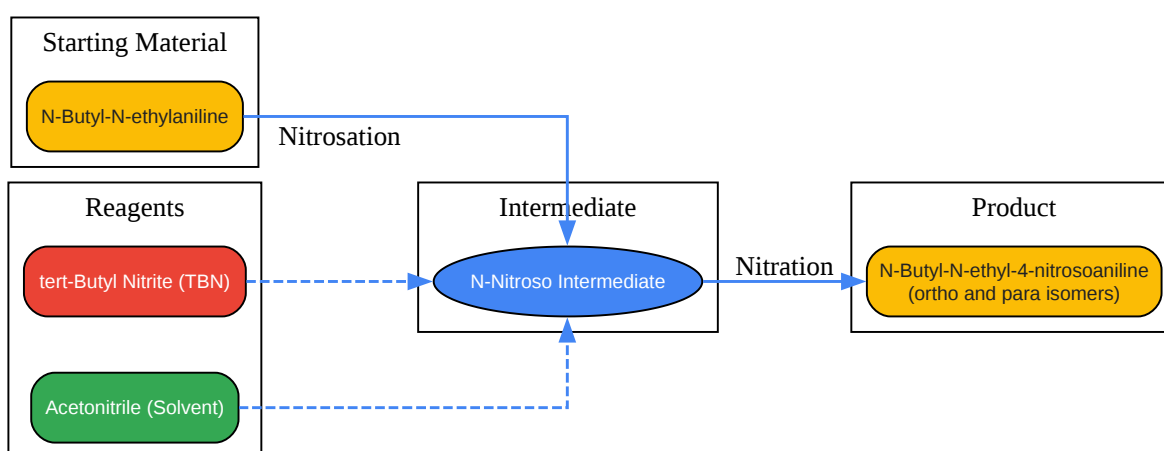 Starting Material
N-Butyl-N-ethylaniline
Nitrosation
Reagents
tert-Butyl Nitrite (TBN)
Acetonitrile (Solvent)
Intermediate
N-Nitroso Intermediate
Nitration
Product
N-Butyl-N-ethyl-4-nitrosoaniline
(ortho and para isomers)